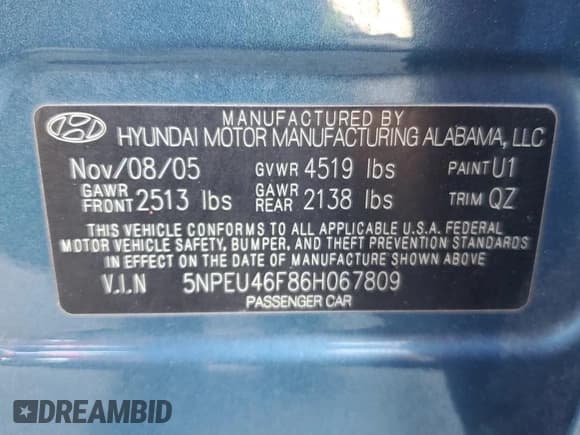 MANUFACTURED BY
HYUNDAI MOTOR MANUFACTURING ALABAMA, LLC
Nov/08/05 GVWR 4519 lbs PAINT U1
GAWR FRONT 2513 lbs GAWR REAR 2138 lbs TRIM QZ
THIS VEHICLE CONFORMS TO ALL APPLICABLE U.S.A. FEDERAL
MOTOR VEHICLE SAFETY, BUMPER, AND THEFT PREVENTION STANDARDS
IN EFFECT ON THE DATE OF MANUFACTURE SHOWN ABOVE
V.I.N 5NPEU46F86H067809
PASSENGER CAR
DREAMBID